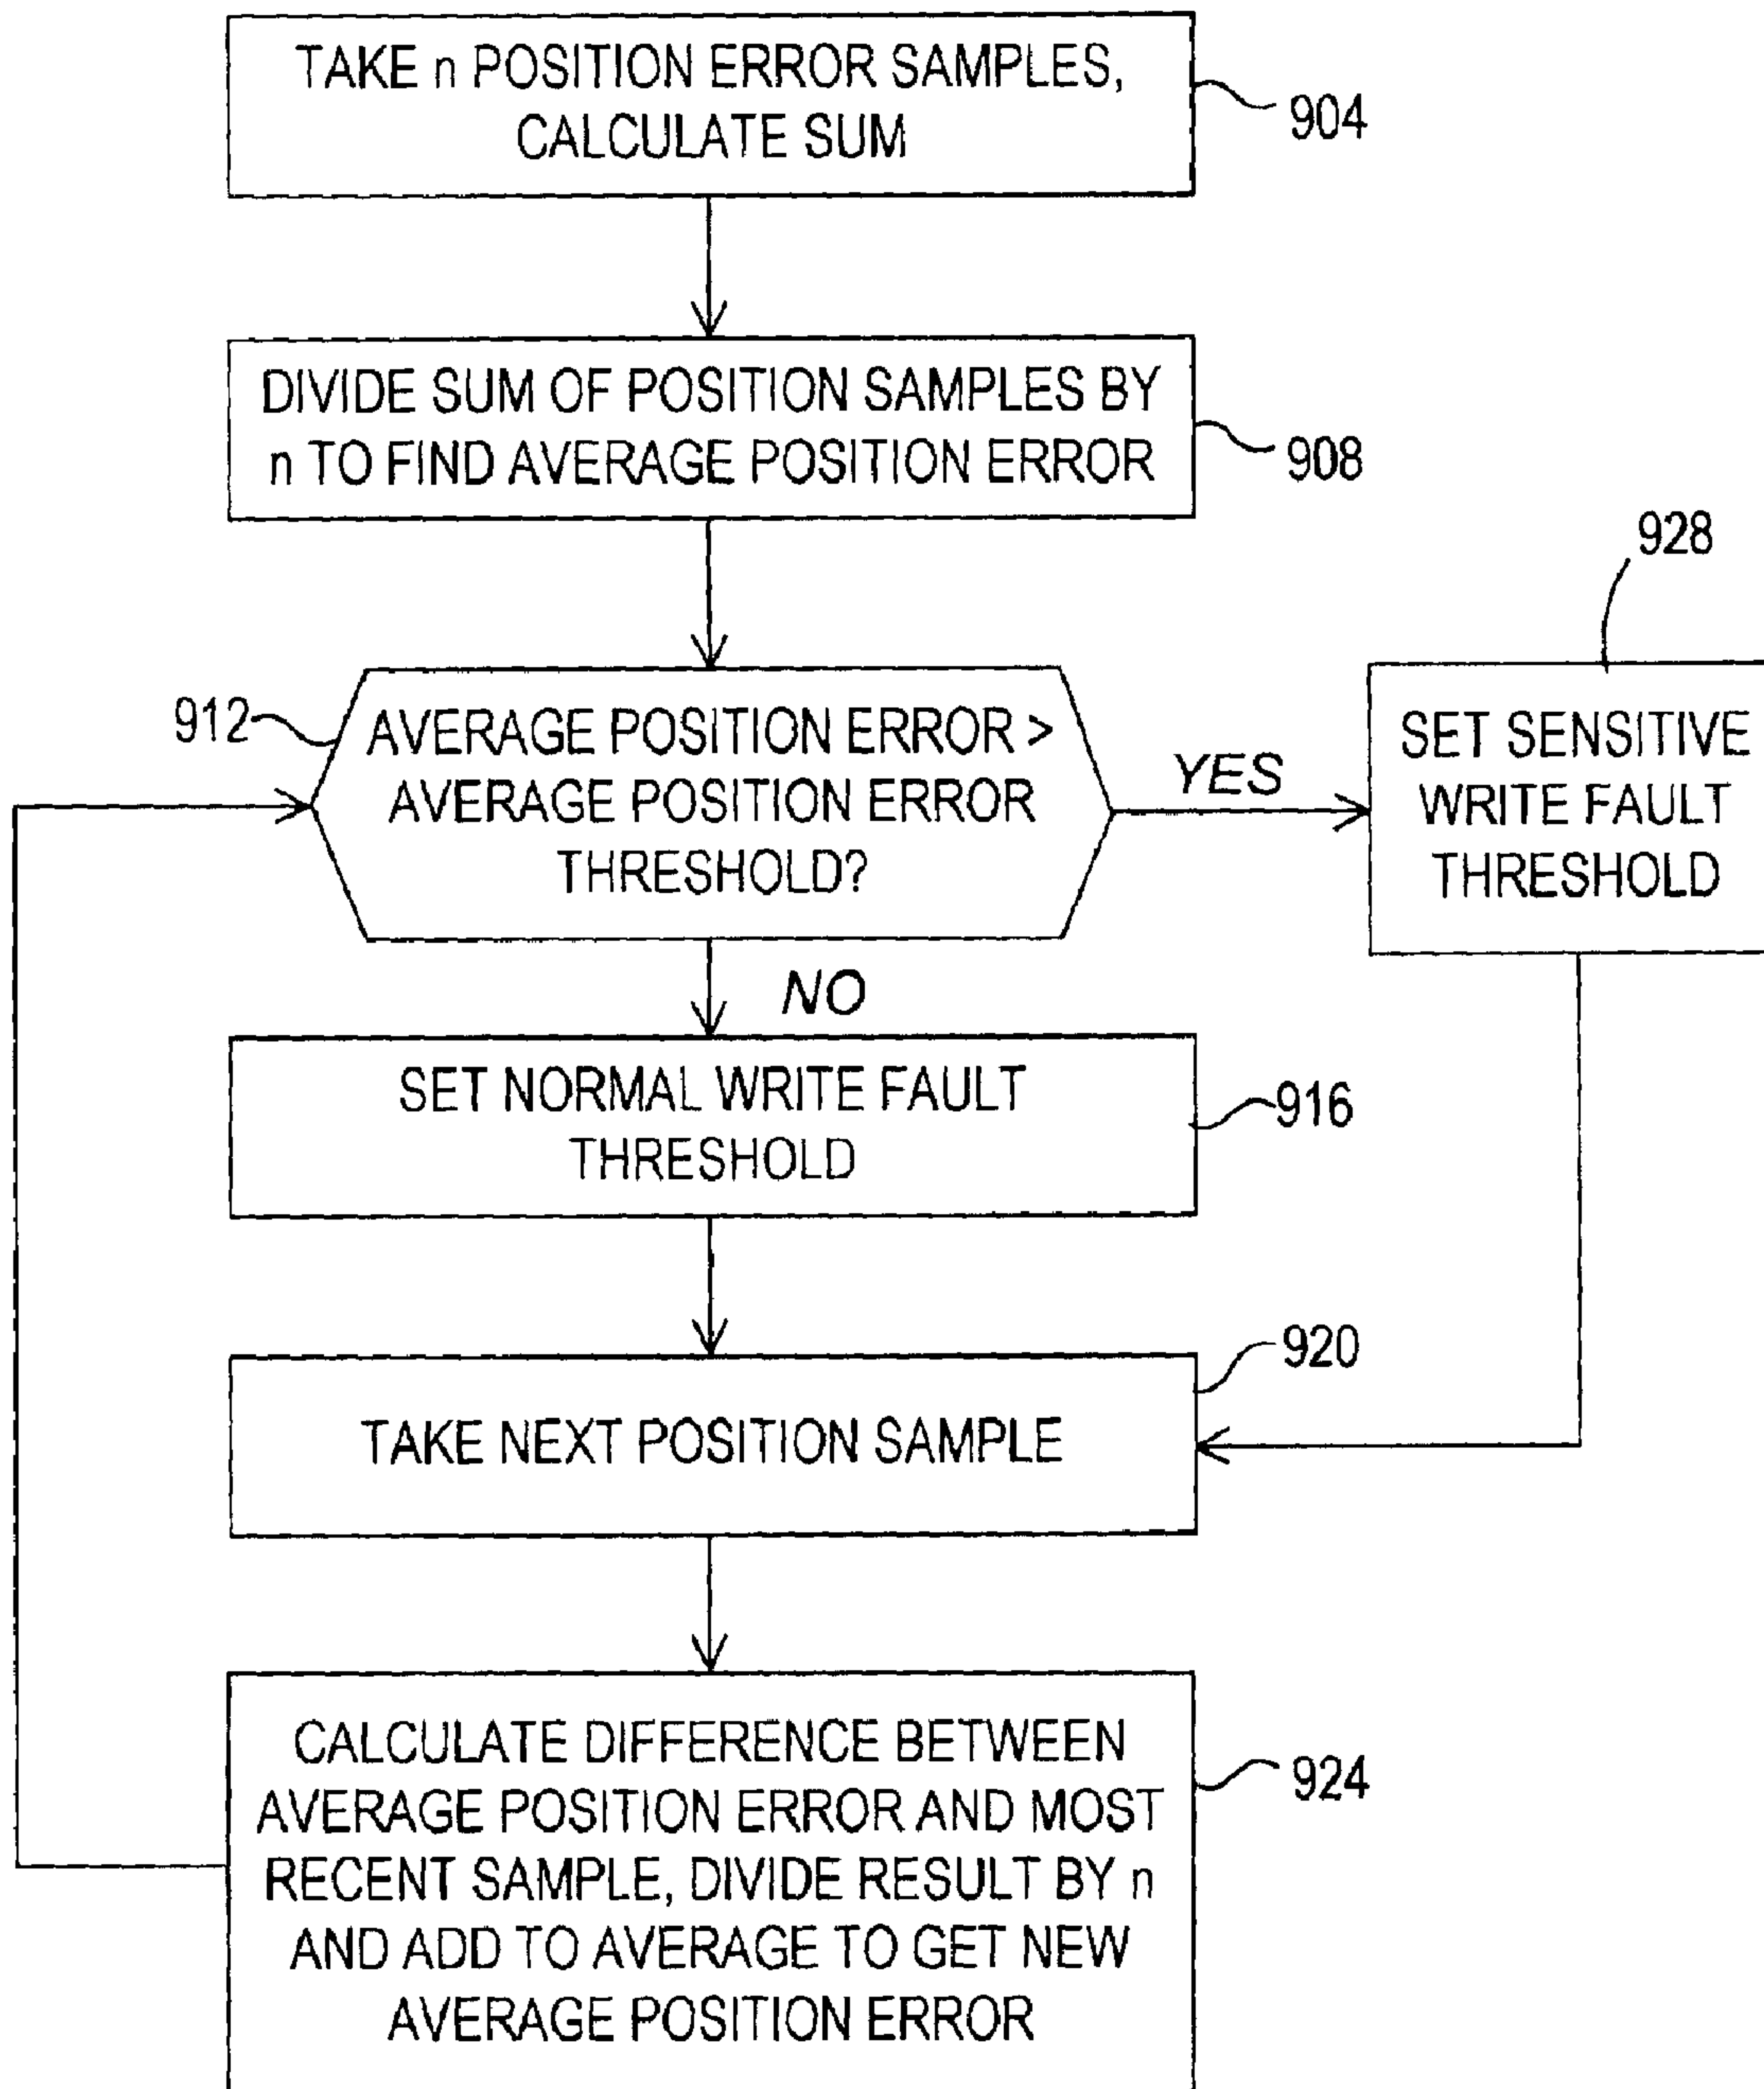 TAKE n POSITION ERROR SAMPLES,
CALCULATE SUM
904
DIVIDE SUM OF POSITION SAMPLES BY
n TO FIND AVERAGE POSITION ERROR
908
928
912
AVERAGE POSITION ERROR >
AVERAGE POSITION ERROR
THRESHOLD?
YES
SET SENSITIVE
WRITE FAULT
THRESHOLD
NO
SET NORMAL WRITE FAULT
THRESHOLD
916
920
TAKE NEXT POSITION SAMPLE
CALCULATE DIFFERENCE BETWEEN
AVERAGE POSITION ERROR AND MOST
RECENT SAMPLE, DIVIDE RESULT BY n
AND ADD TO AVERAGE TO GET NEW
AVERAGE POSITION ERROR
924